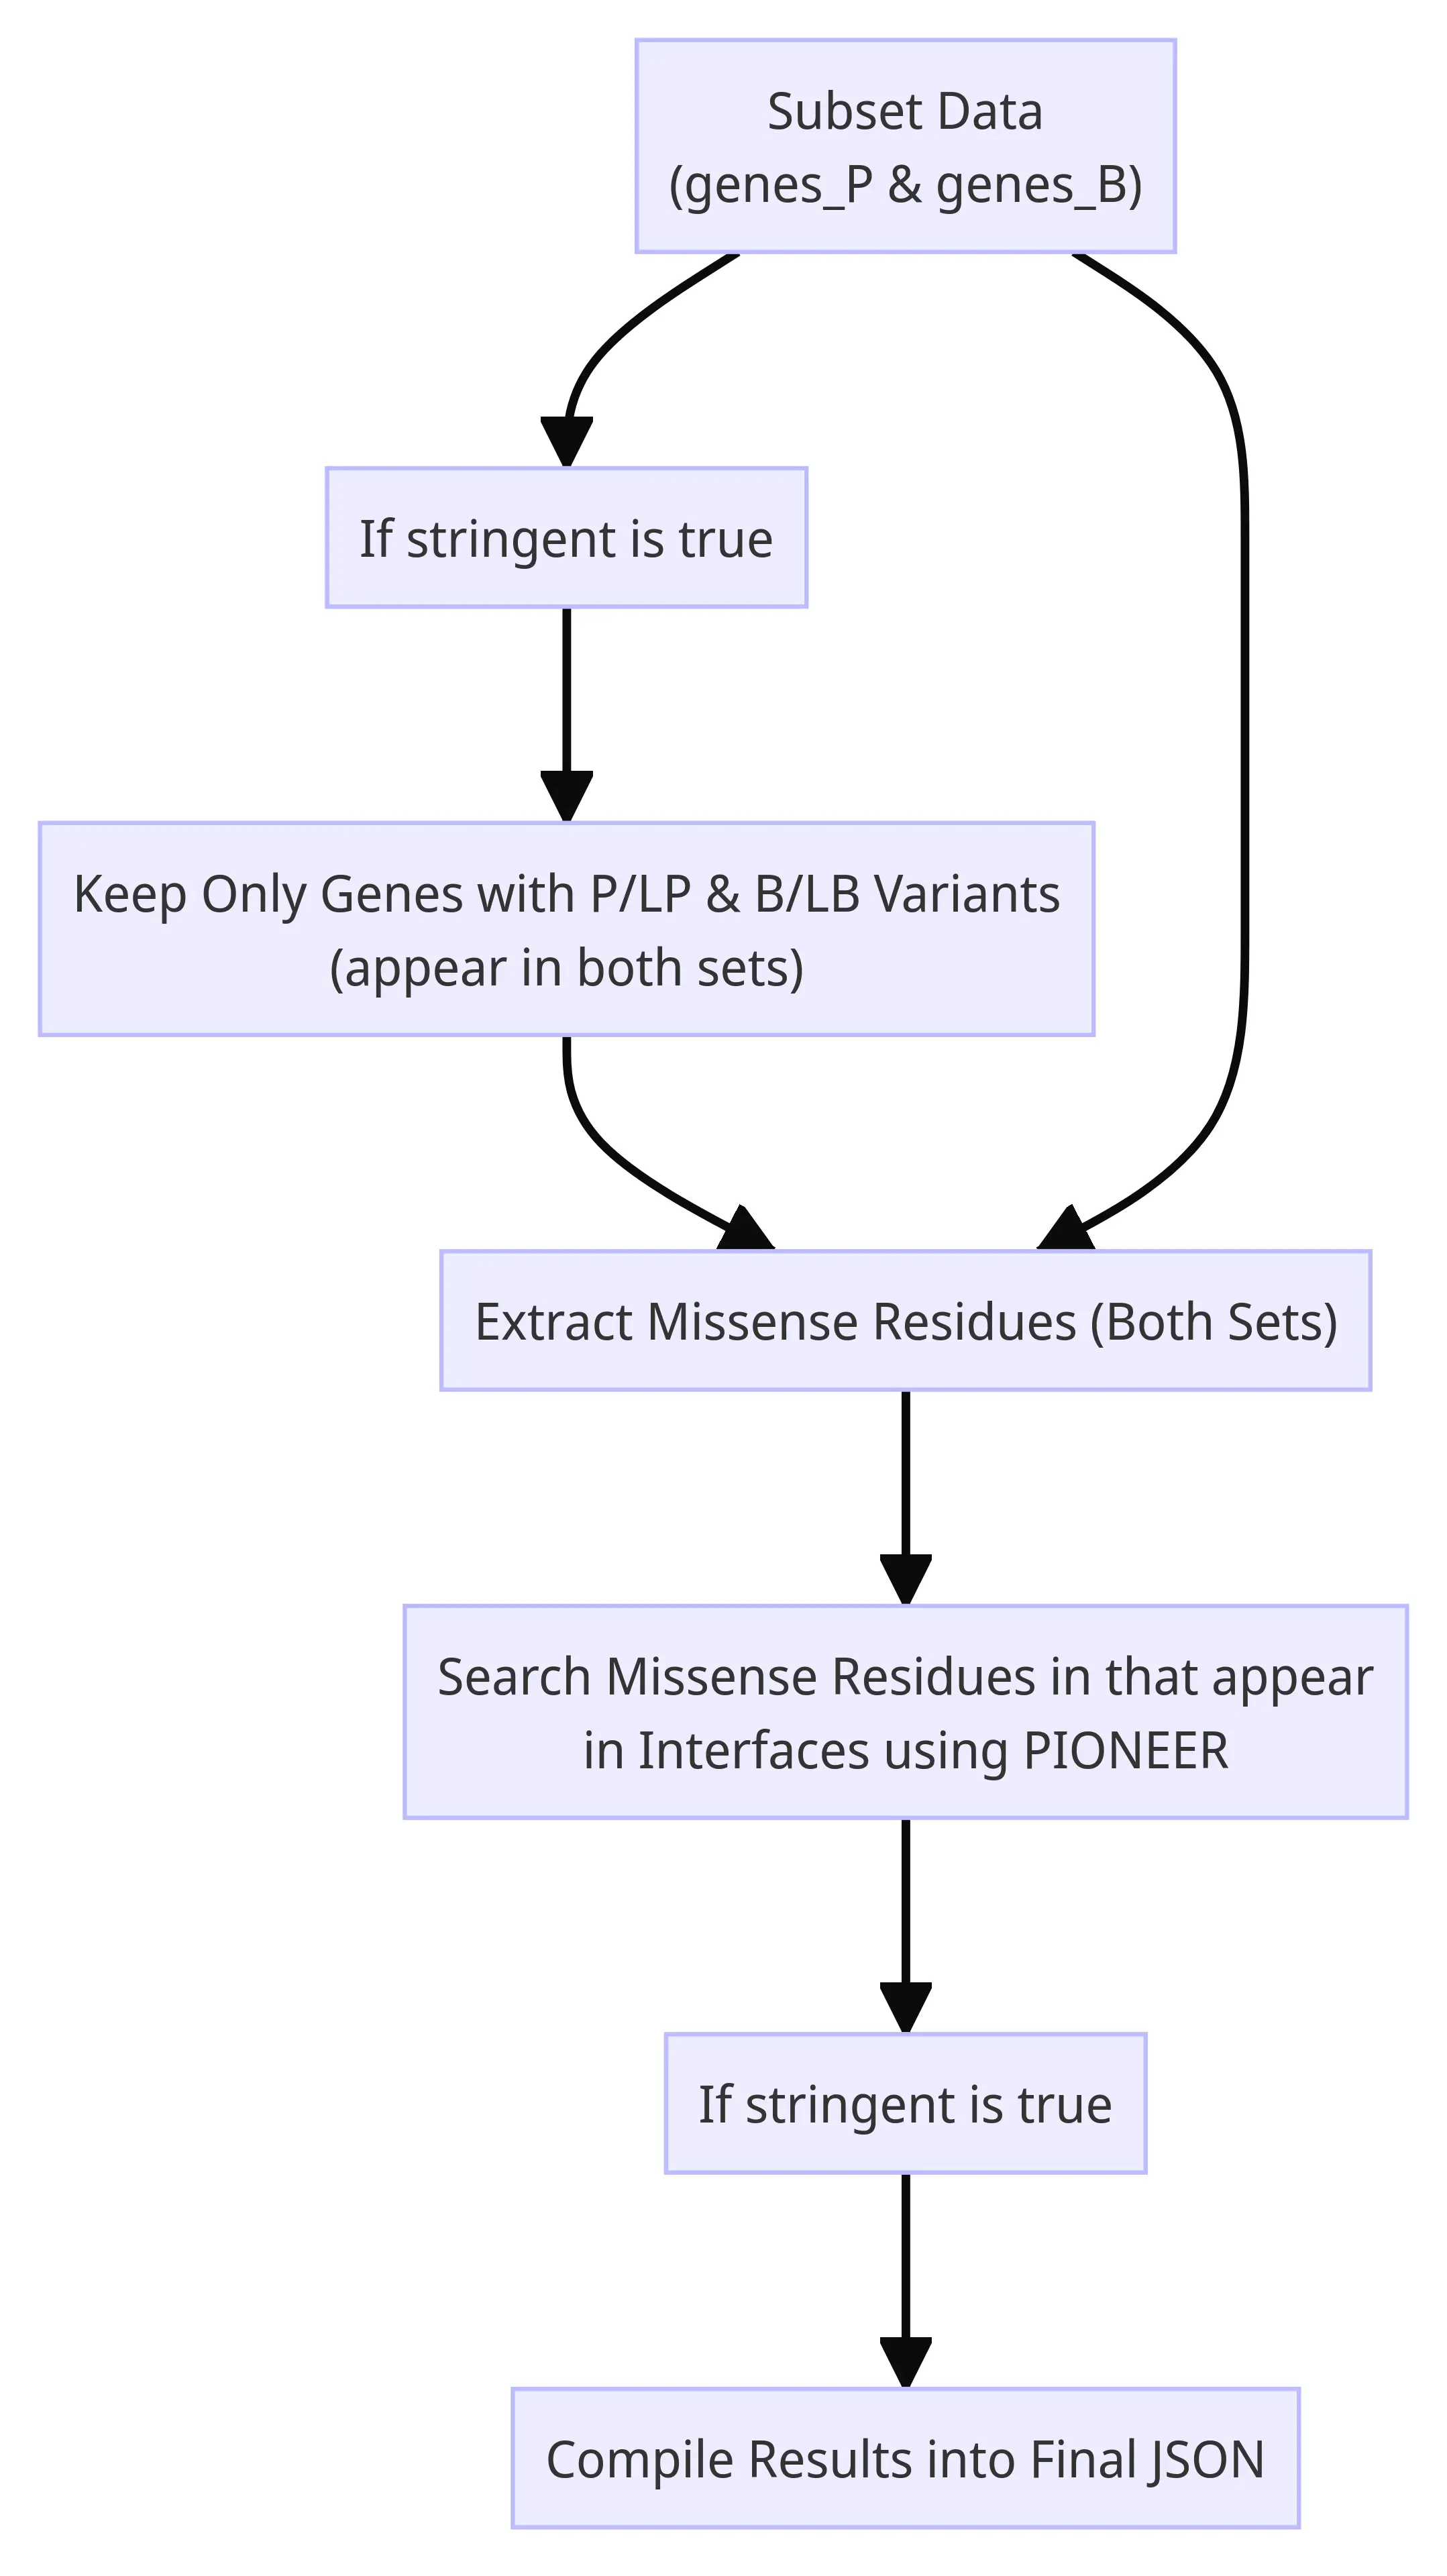 Subset Data
(genes_P & genes_B)
If stringent is true
Keep Only Genes with P/LP & B/LB Variants
(appear in both sets)
Extract Missense Residues (Both Sets)
Search Missense Residues in that appear
in Interfaces using PIONEER
If stringent is true
Compile Results into Final JSON